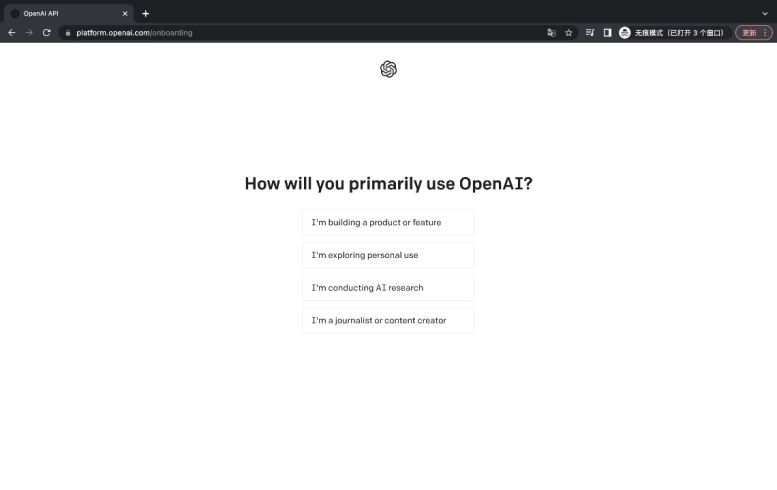 OpenAI API
platform.openai.com/onboarding
无痕模式（已打开 3 个窗口）
更新
How will you primarily use OpenAI?
I'm building a product or feature
I'm exploring personal use
I'm conducting AI research
I'm a journalist or content creator